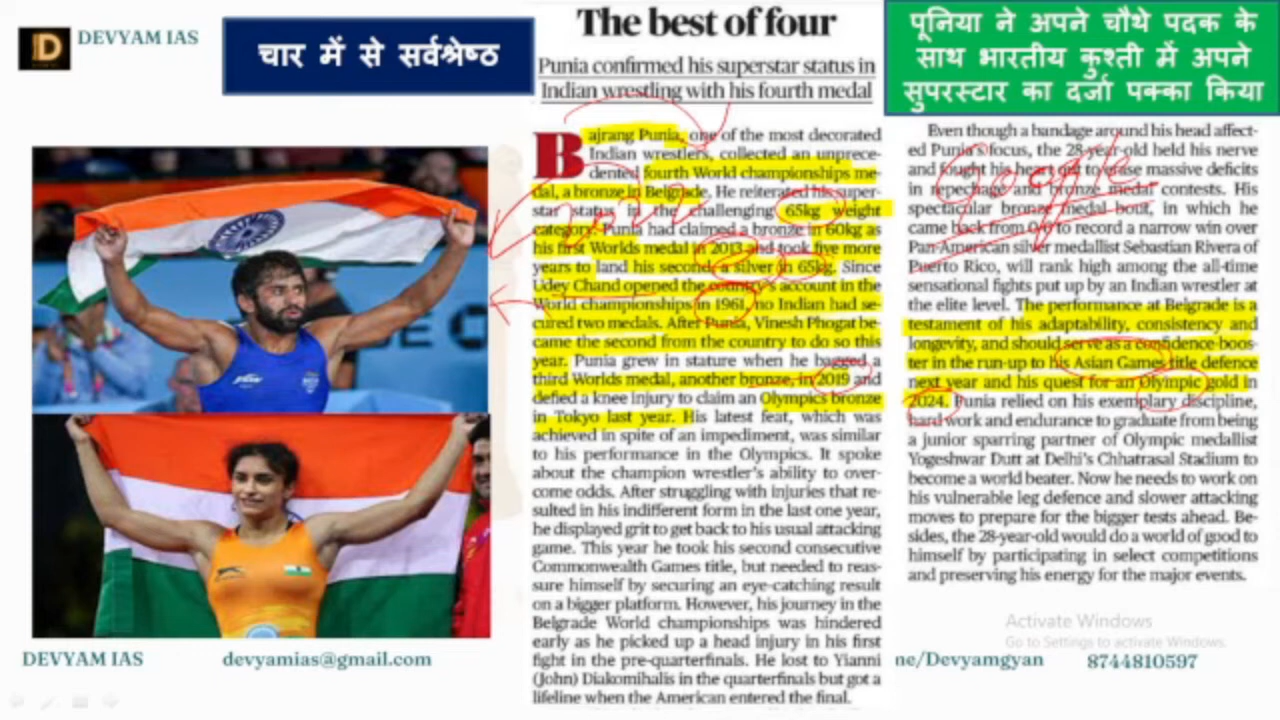 DEVYAM IAS
चार में से सर्वश्रेष्ठ
The best of four
Punia confirmed his superstar status in
Indian wrestling with his fourth medal
पूनिया ने अपने चौथे पदक के
साथ भारतीय कुश्ती में अपने
सुपरस्टार का दर्जा पक्का किया
Bajrang Punia, one of the most decorated
Indian wrestlers, collected an unprece-
dented fourth World championships me-
dal, a bronze in Belgrade. He reiterated his super-
star status in the challenging 65kg weight
category. Punia had claimed a bronze in 60kg as
his first Worlds medal in 2013 and took five more
years to land his second, a silver in 65kg. Since
Udey Chand opened the country's account in the
World championships in 1961, no Indian had se-
cured two medals. After Punia, Vinesh Phogat be-
came the second from the country to do so this
year. Punia grew in stature when he bagged a
third Worlds medal, another bronze, in 2019 and
defied a knee injury to claim an Olympics bronze
in Tokyo last year. His latest feat, which was
achieved in spite of an impediment, was similar
to his performance in the Olympics. It spoke
about the champion wrestler's ability to over-
come odds. After struggling with injuries that re-
sulted in his indifferent form in the last one year,
he displayed grit to get back to his usual attacking
game. This year he took his second consecutive
Commonwealth Games title, but needed to reas-
sure himself by securing an eye-catching result
on a bigger platform. However, his journey in the
Belgrade World championships was hindered
early as he picked up a head injury in his first
fight in the pre-quarterfinals. He lost to Yianni
(John) Diakomihalis in the quarterfinals but got a
lifeline when the American entered the final.
Even though a bandage around his head affect-
ed Punia's focus, the 28-year-old held his nerve
and fought his heart out to erase massive deficits
in repechage and bronze medal contests. His
spectacular bronze medal bout, in which he
came back from 0-6 to record a narrow win over
Pan-American silver medallist Sebastian Rivera of
Puerto Rico, will rank high among the all-time
sensational fights put up by an Indian wrestler at
the elite level. The performance at Belgrade is a
testament of his adaptability, consistency and
longevity, and should serve as a confidence-boos-
ter in the run-up to his Asian Games title defence
next year and his quest for an Olympic gold in
2024. Punia relied on his exemplary discipline,
hard work and endurance to graduate from being
a junior sparring partner of Olympic medallist
Yogeshwar Dutt at Delhi's Chhatrasal Stadium to
become a world beater. Now he needs to work on
his vulnerable leg defence and slower attacking
moves to prepare for the bigger tests ahead. Be-
sides, the 28-year-old would do a world of good to
himself by participating in select competitions
and preserving his energy for the major events.
Activate Windows
Go to Settings to activate Windows.
DEVYAM IAS
devyamias@gmail.com
me/Devyamgyan
8744810597